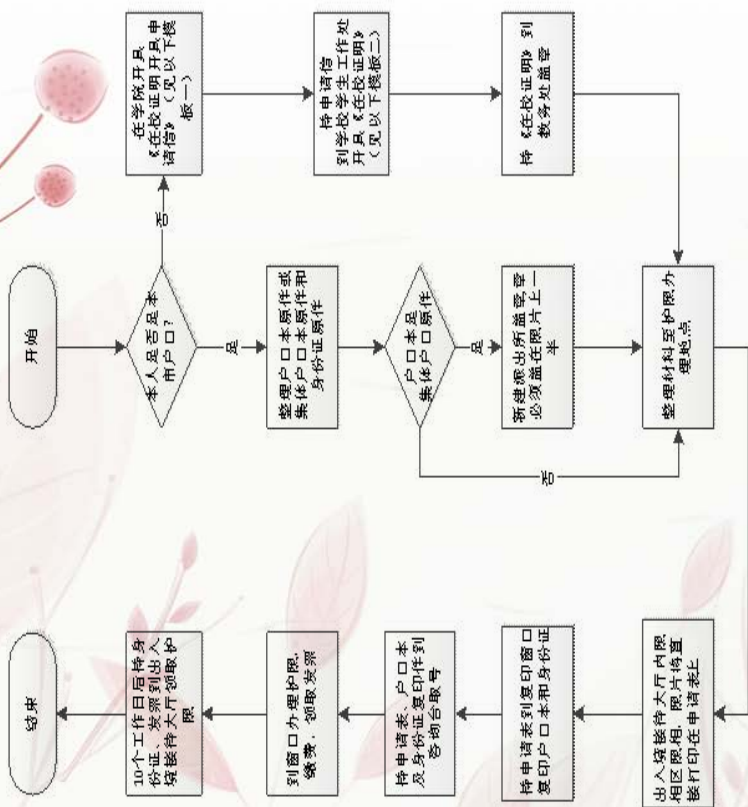 开始
本人是否是本
市户口?
否
在学院开具
《在校证明开具申
请信》（见以下模
板一）
持申请信
到学校学生工作处
开具《在校证明》
（见以下模板二）
持《在校证明》到
教务处盖章
是
整理户口本原件或
集体户口本原件和
身份证原件
户口本是
集体户口原件
是
新建派出所盖章,章
必须盖在照片上一
半
否
整理材料至护照办
理地点
出入境接待大厅内照
相区照相，照片将直
接打印在申请表上
持申请表到复印窗口
复印户口本和身份证
持申请表、户口本
及身份证复印件到
咨询台取号
到窗口办理护照，
缴费，领取发票
10个工作日后持身
份证、发票到出入
境接待大厅领取护
照
结束